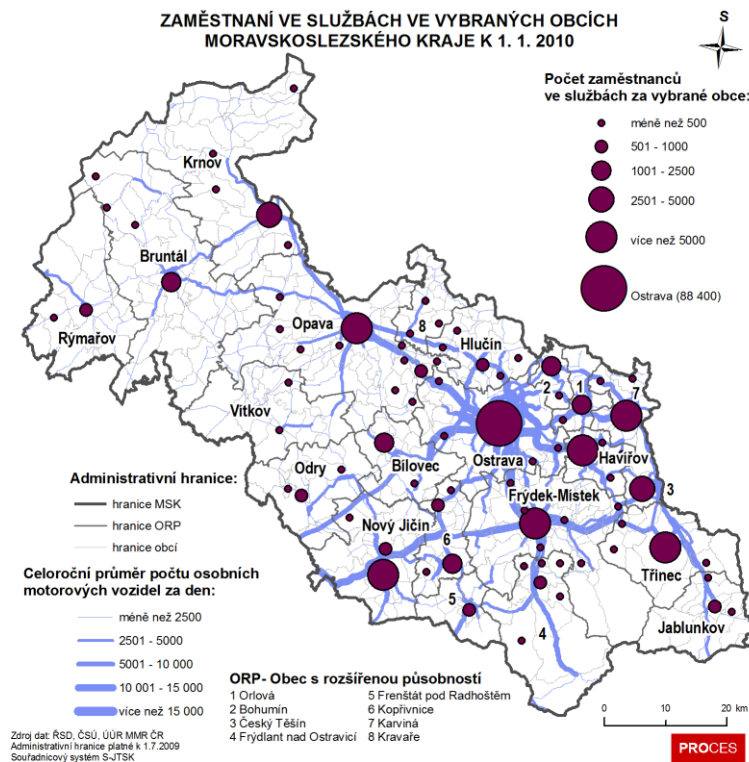 ZAMĚSTNANÍ VE SLUŽBÁCH VE VYBRANÝCH OBCÍCH
MORAVSKOSLEZSKÉHO KRAJE K 1. 1. 2010
S
Počet zaměstnanců
ve službách za vybrané obce:
méně než 500
501 - 1000
1001 - 2500
2501 - 5000
více než 5000
Ostrava (88 400)
Krnov
Bruntál
Rýmařov
Opava
8
Hlučín
Vítkov
2
1
7
Odry
Bílovec
Ostrava
Havířov
Frýdek-Místek
3
Nový Jičín
6
Třinec
5
4
Jablunkov
Administrativní hranice:
hranice MSK
hranice ORP
hranice obcí
Celoroční průměr počtu osobních
motorových vozidel za den:
méně než 2500
2501 - 5000
5001 - 10 000
10 001 - 15 000
více než 15 000
ORP- Obec s rozšířenou působností
1 Orlová
2 Bohumín
3 Český Těšín
4 Frýdlant nad Ostravicí
5 Frenštát pod Radhoštěm
6 Kopřivnice
7 Karviná
8 Kravaře
0 10 20 km
Zdroj dat: ŘSD, ČSÚ, ÚÚR MMR ČR
Administrativní hranice platné k 1.7.2009
Souřadnicový systém S-JTSK
PROCES